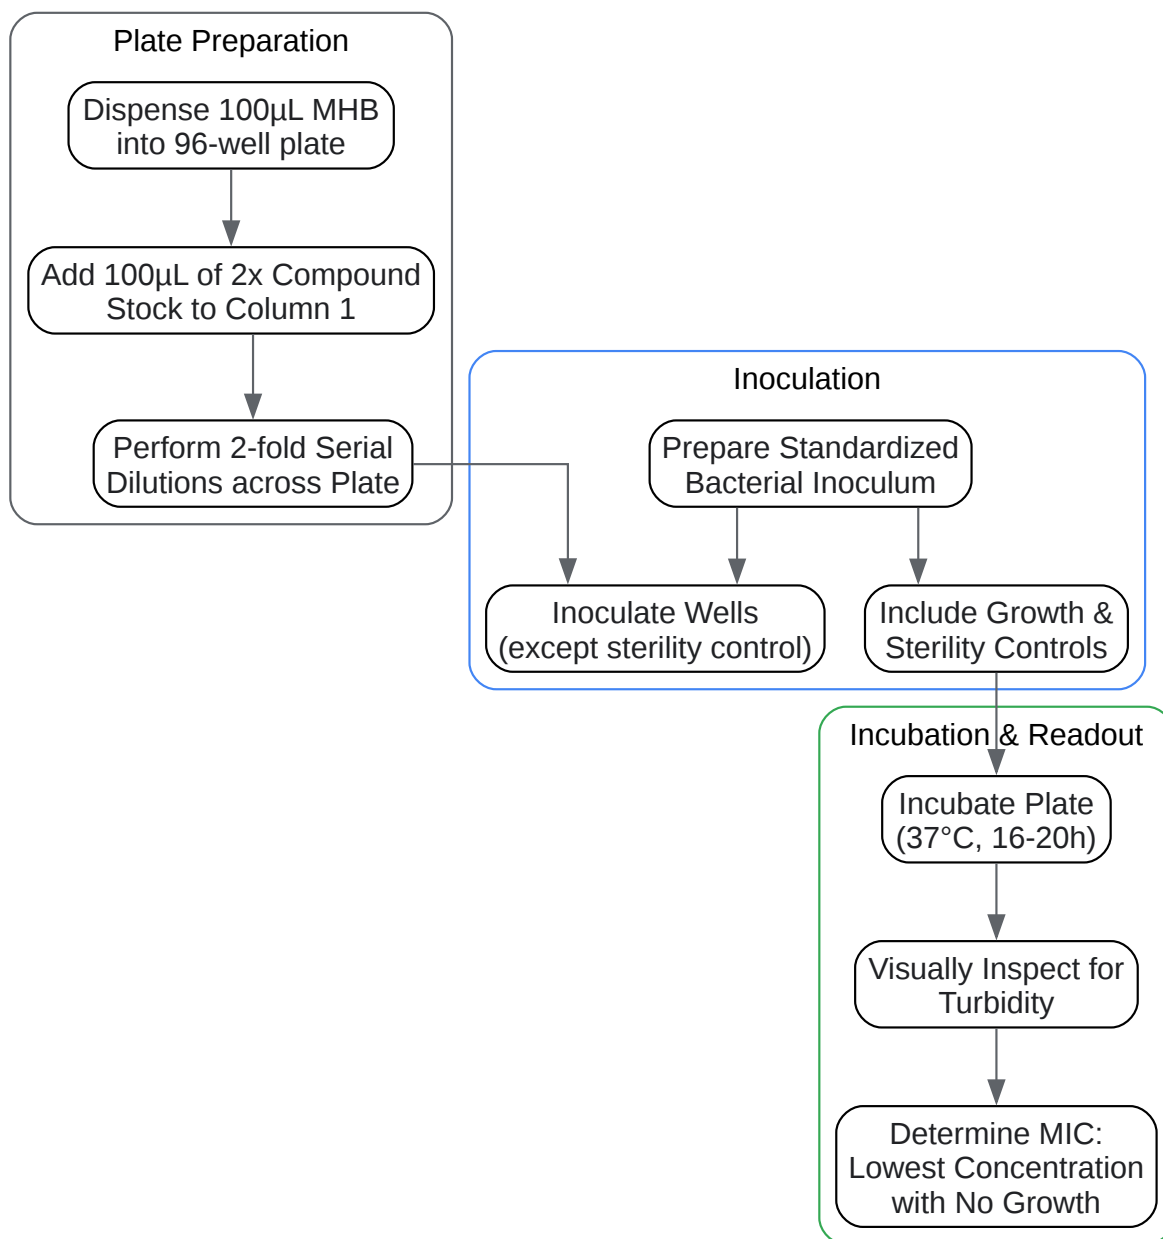 Plate Preparation
Dispense 100µL MHB
into 96-well plate
Add 100µL of 2x Compound
Stock to Column 1
Perform 2-fold Serial
Dilutions across Plate
Inoculation
Prepare Standardized
Bacterial Inoculum
Inoculate Wells
(except sterility control)
Include Growth &
Sterility Controls
Incubation & Readout
Incubate Plate
(37°C, 16-20h)
Visually Inspect for
Turbidity
Determine MIC:
Lowest Concentration
with No Growth